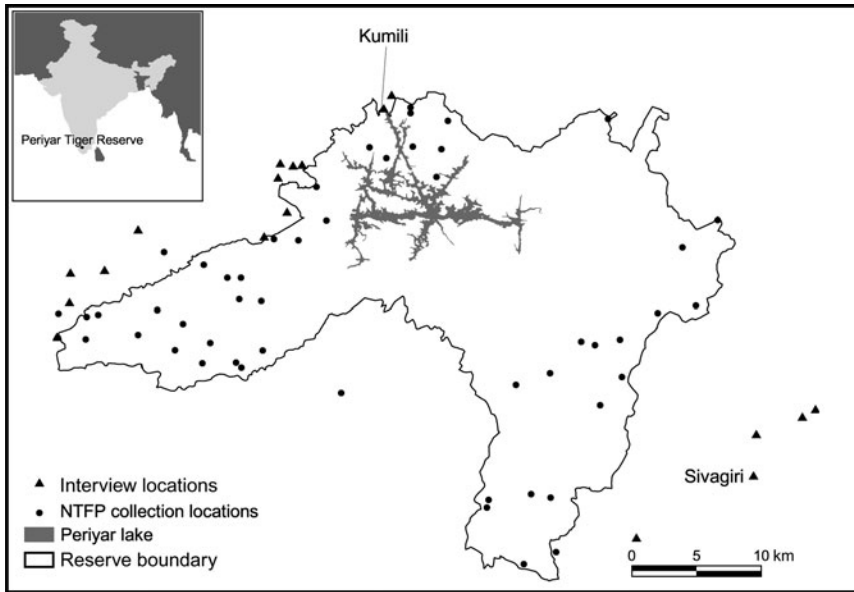 Kumili
Periyar Tiger Reserve
Sivagiri
Interview locations
NTFP collection locations
Periyar lake
Reserve boundary
0 5 10 km